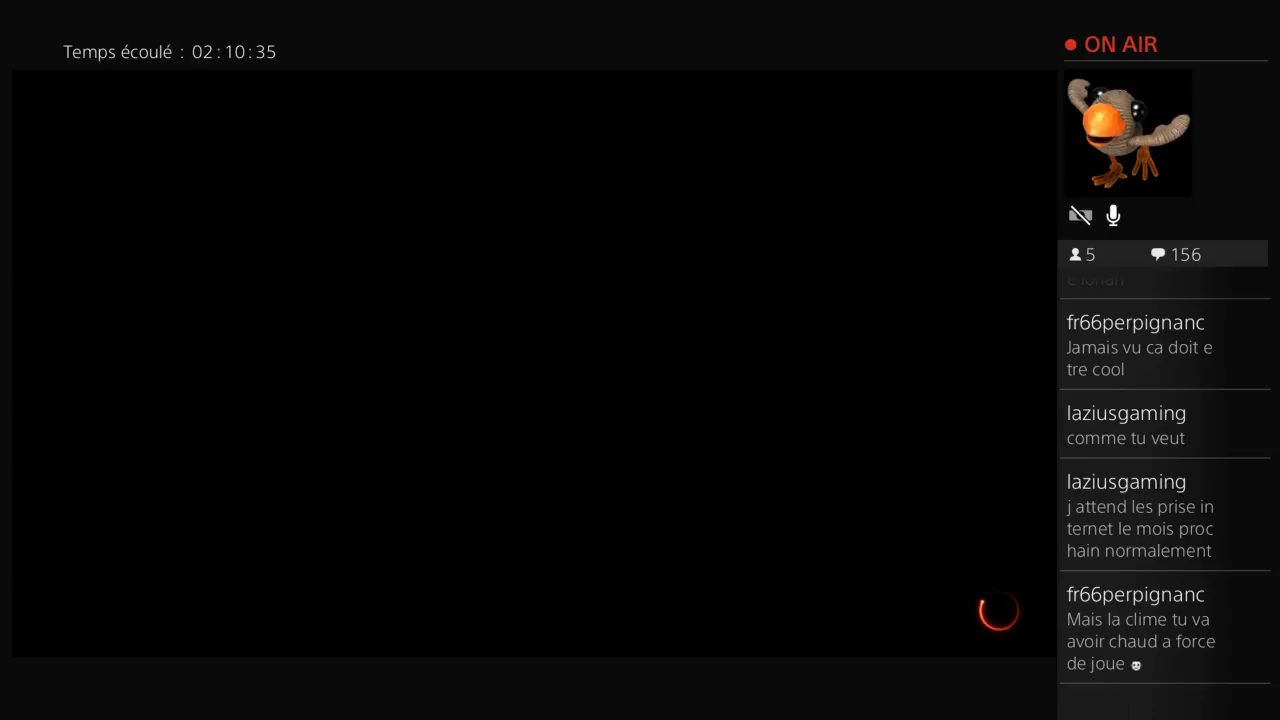 Temps écoulé : 02:10:35
ON AIR
5
156
fr66perpignanc
Jamais vu ca doit e
tre cool
laziusgaming
comme tu veut
laziusgaming
j attend les prise in
ternet le mois proc
hain normalement
fr66perpignanc
Mais la clime tu va
avoir chaud a force
de joue